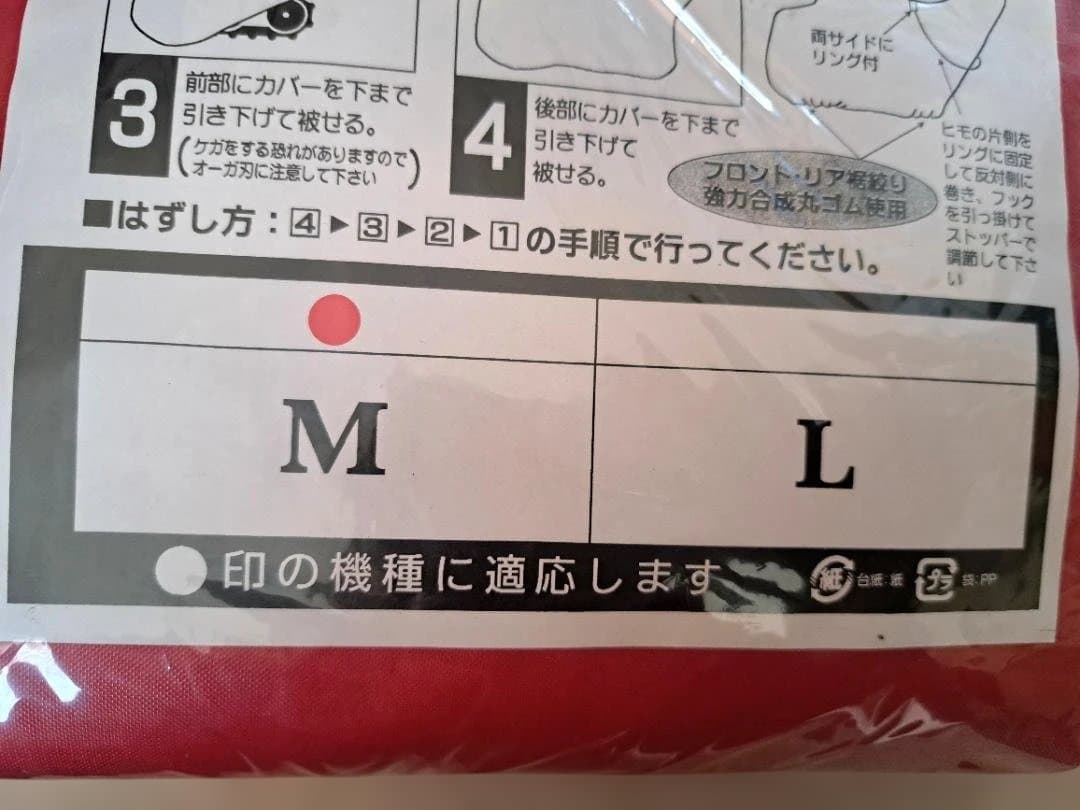 両サイドに
リング付
3
前部にカバーを下まで
引き下げて被せる。
(ケガをする恐れがありますので
オーガ刃に注意して下さい)
4
後部にカバーを下まで
引き下げて
被せる。
フロント・リア裾絞り
強力合成丸ゴム使用
ヒモの片側を
リングに固定
して反対側に
巻き、フック
を引っ掛けて
ストッパーで
調節して下さ
い
■はずし方：4▶3▶2▶1の手順で行ってください。
M
L
●印の機種に適応します
紙 台紙:紙 プラ 袋:PP